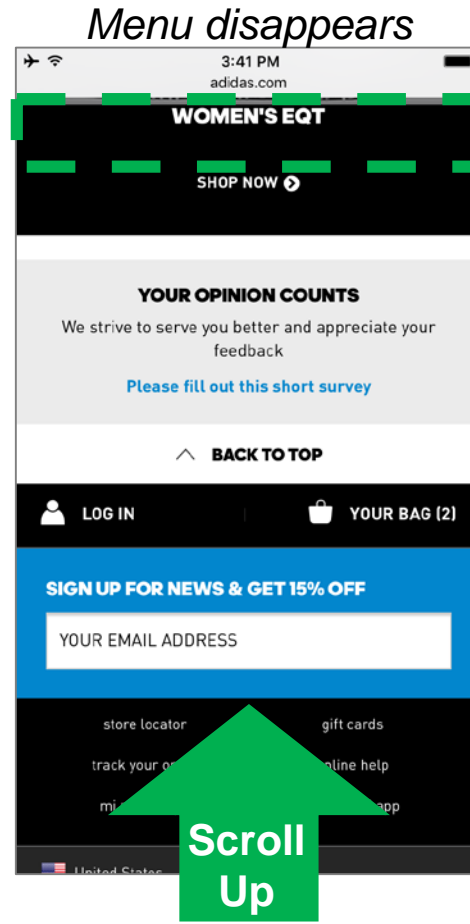 Menu disappears
3:41 PM
adidas.com
WOMEN'S EQT
SHOP NOW
YOUR OPINION COUNTS
We strive to serve you better and appreciate your
feedback
Please fill out this short survey
BACK TO TOP
LOG IN YOUR BAG (2)
SIGN UP FOR NEWS & GET 15% OFF
YOUR EMAIL ADDRESS
store locator gift cards
track your help
mi app
United States
Scroll
Up